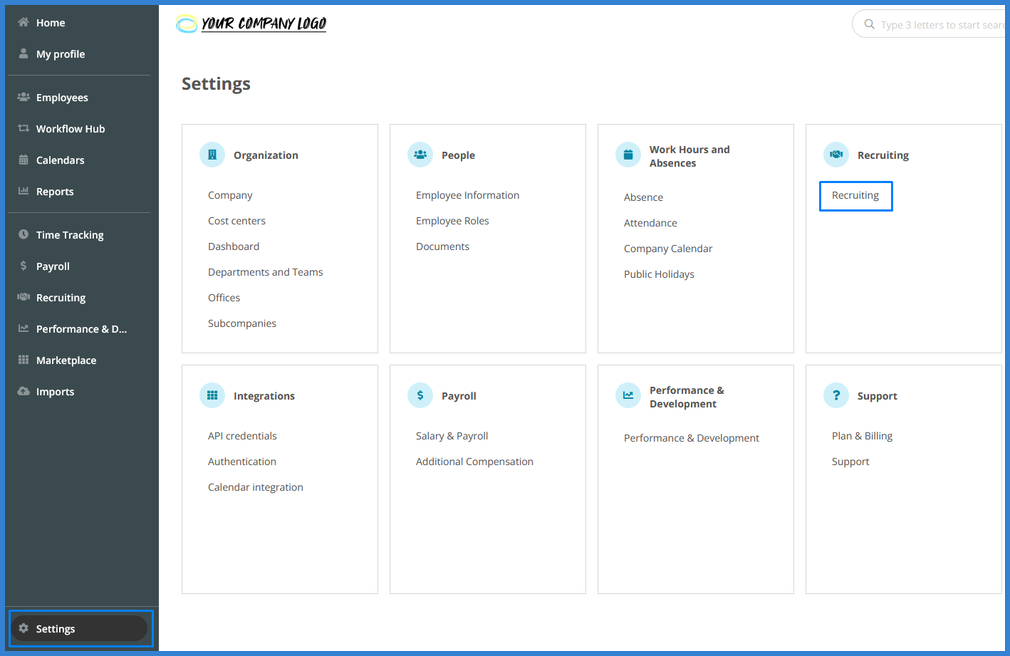 Home
My profile
Employees
Workflow Hub
Calendars
Reports
Time Tracking
Payroll
Recruiting
Performance & D...
Marketplace
Imports
Settings
YOUR COMPANY LOGO
Type 3 letters to start sear
Settings
Organization
Company
Cost centers
Dashboard
Departments and Teams
Offices
Subcompanies
People
Employee Information
Employee Roles
Documents
Work Hours and
Absences
Absence
Attendance
Company Calendar
Public Holidays
Recruiting
Recruiting
Integrations
API credentials
Authentication
Calendar integration
$ Payroll
Salary & Payroll
Additional Compensation
Performance &
Development
Performance & Development
? Support
Plan & Billing
Support